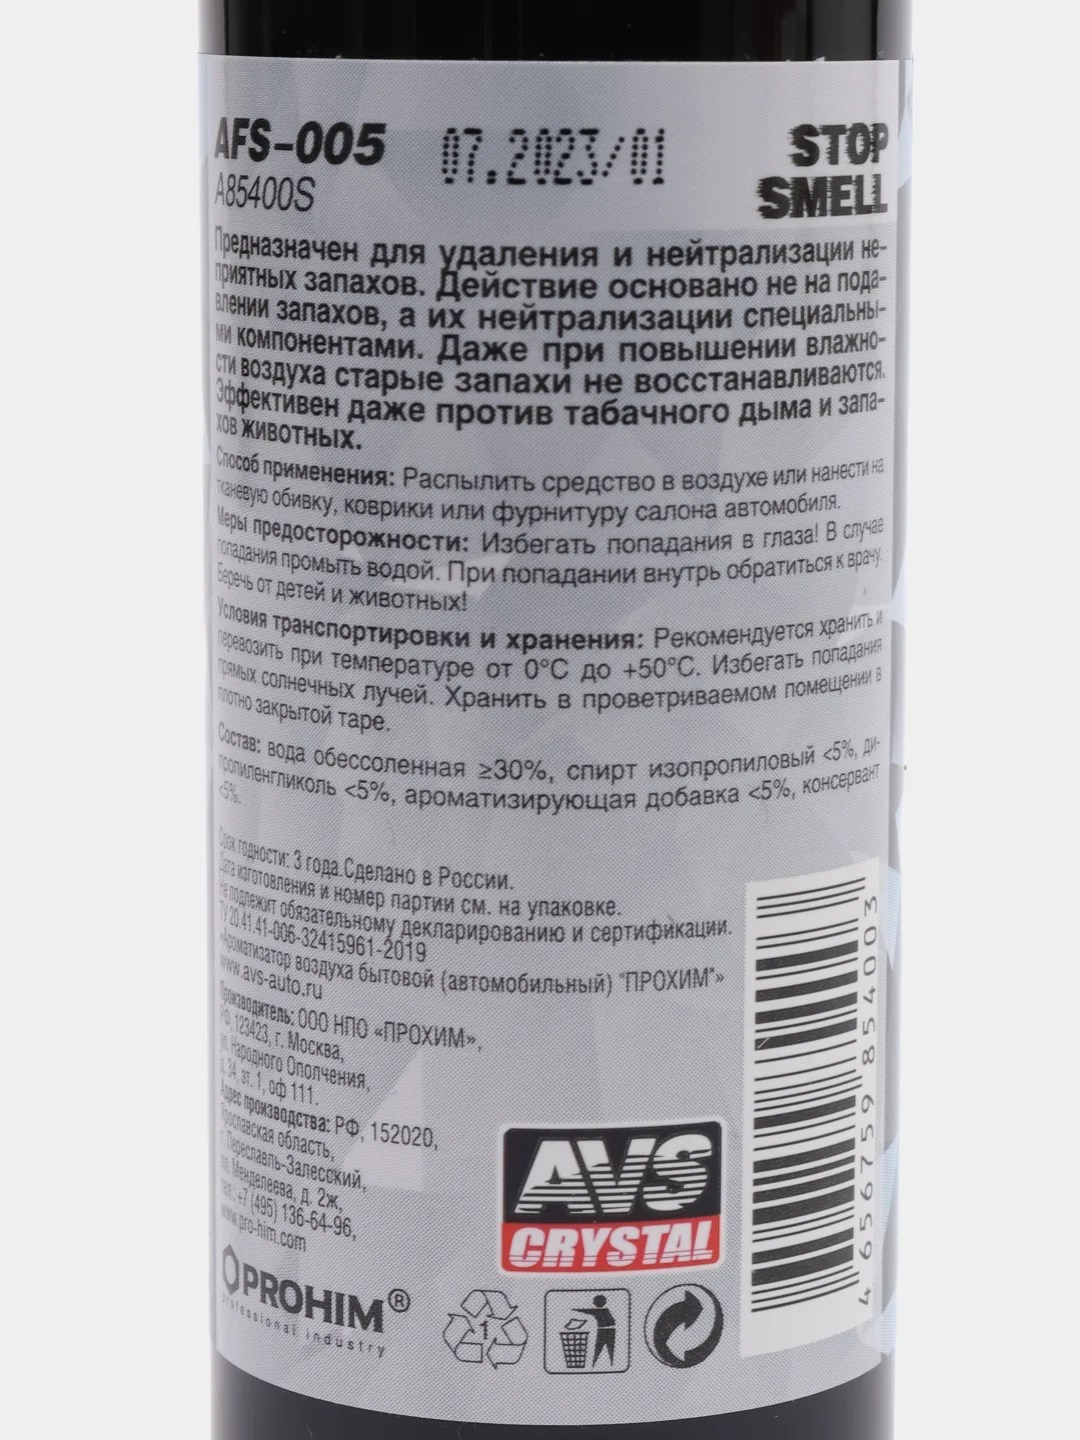 AFS-005
A85400S
07.2023/01
STOP
SMELL
Предназначен для удаления и нейтрализации не-
приятных запахов. Действие основано не на пода-
влении запахов, а их нейтрализации специальны-
ми компонентами. Даже при повышении влажно-
сти воздуха старые запахи не восстанавливаются.
Эффективен даже против табачного дыма и запа-
хов животных.
Способ применения: Распылить средство в воздухе или нанести на
тканевую обивку, коврики или фурнитуру салона автомобиля.
Меры предосторожности: Избегать попадания в глаза! В случае
попадания промыть водой. При попадании внутрь обратиться к врачу.
Беречь от детей и животных!
Условия транспортировки и хранения: Рекомендуется хранить и
перевозить при температуре от 0°C до +50°C. Избегать попадания
прямых солнечных лучей. Хранить в проветриваемом помещении в
плотно закрытой таре.
Состав: вода обессоленная ≥30%, спирт изопропиловый <5%, ди-
пропиленгликоль <5%, ароматизирующая добавка <5%, консервант
<5%.
Срок годности: 3 года.Сделано в России.
Дата изготовления и номер партии см. на упаковке.
Не подлежит обязательному декларированию и сертификации.
ТУ 20.41.41-006-32415961-2019
«Ароматизатор воздуха бытовой (автомобильный) "ПРОХИМ"»
www.avs-auto.ru
Производитель: ООО НПО «ПРОХИМ»,
РФ, 123423, г. Москва,
ул. Народного Ополчения,
д. 34, эт. 1, оф 111.
Адрес производства: РФ, 152020,
Ярославская область,
г. Переславль-Залесский,
пл. Менделеева, д. 2ж,
тел.: +7 (495) 136-64-96,
www.pro-him.com
PROHIM®
professional industry
AVS
CRYSTAL
1
4 656759 854003